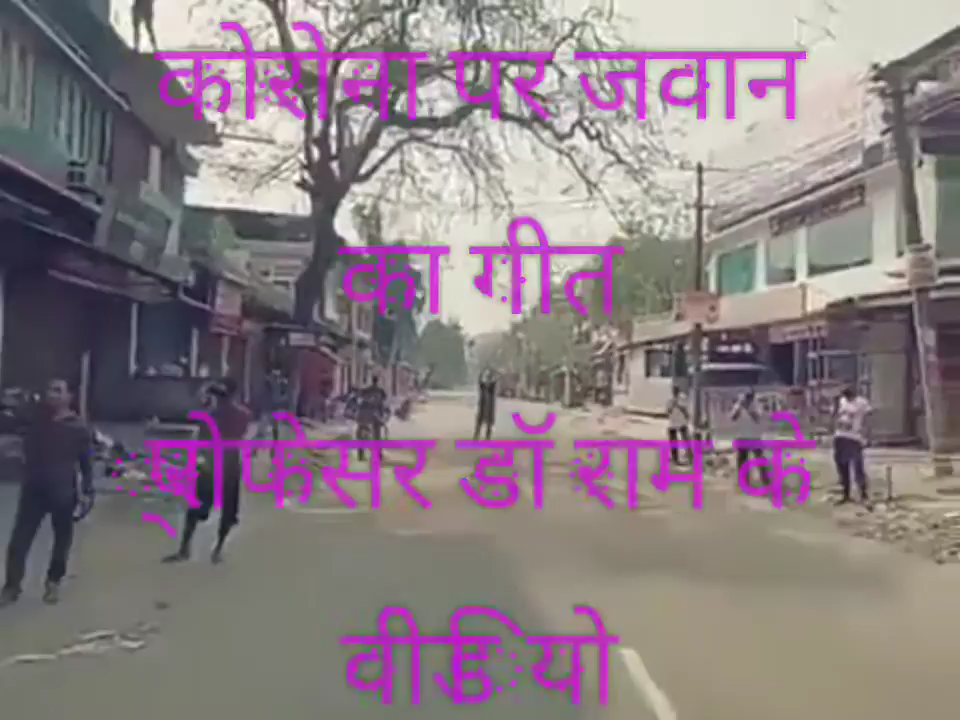 कोरोना पर जवान
का गीत
प्रोफेसर डॉ राम के
वीडियो